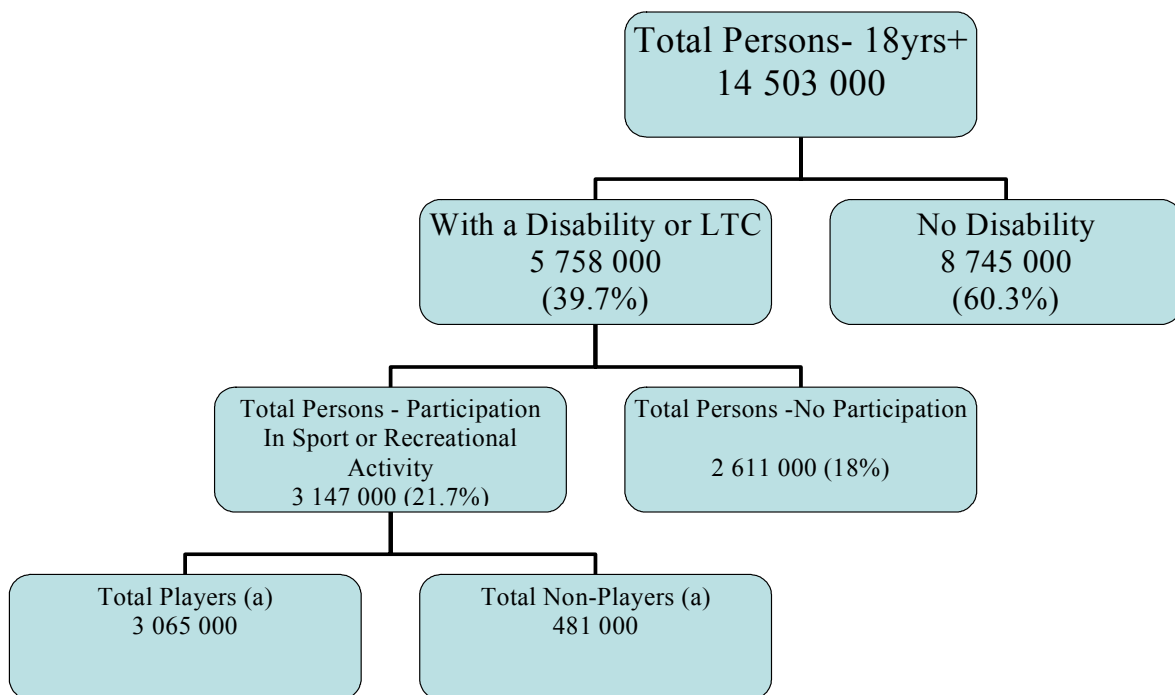 Total Persons- 18yrs+
14 503 000
With a Disability or LTC
5 758 000
(39.7%)
No Disability
8 745 000
(60.3%)
Total Persons - Participation
In Sport or Recreational
Activity
3 147 000 (21.7%)
Total Persons -No Participation
2 611 000 (18%)
Total Players (a)
3 065 000
Total Non-Players (a)
481 000